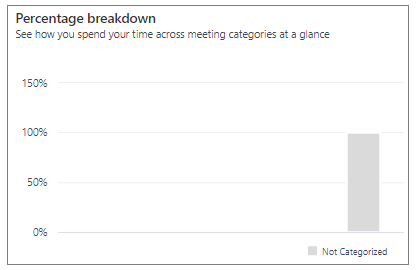 Percentage breakdown
See how you spend your time across meeting categories at a glance
150%
100%
50%
0%
Not Categorized